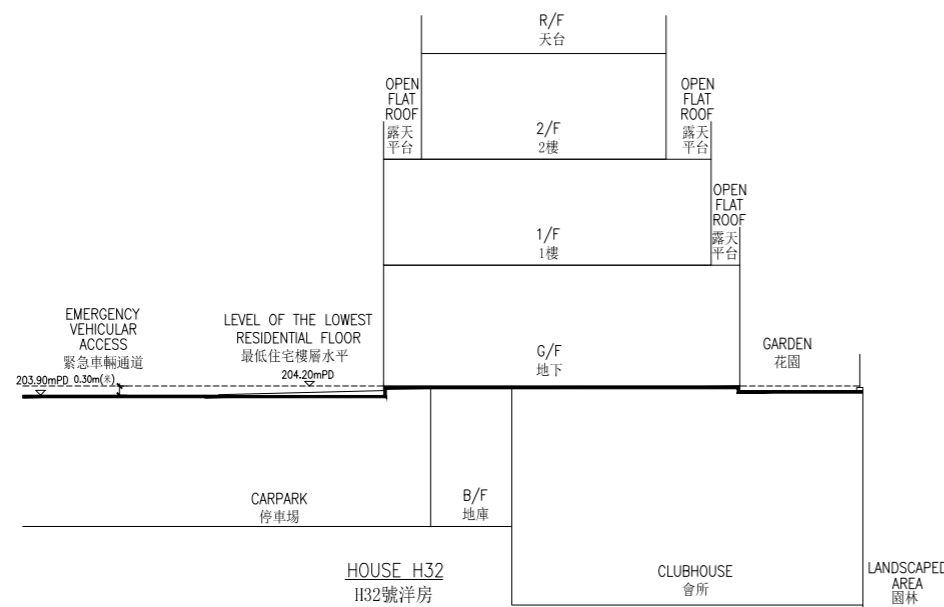 R/F
天台
OPEN
FLAT
ROOF
露天
平台
OPEN
FLAT
ROOF
露天
平台
2/F
2樓
OPEN
FLAT
ROOF
露天
平台
1/F
1樓
EMERGENCY
VEHICULAR
ACCESS
緊急車輛通道
203.90mPD 0.30m(米)
LEVEL OF THE LOWEST
RESIDENTIAL FLOOR
最低住宅樓層水平
204.20mPD
G/F
地下
GARDEN
花園
CARPARK
停車場
B/F
地庫
CLUBHOUSE
會所
LANDSCAPED
AREA
園林
HOUSE H32
H32號洋房